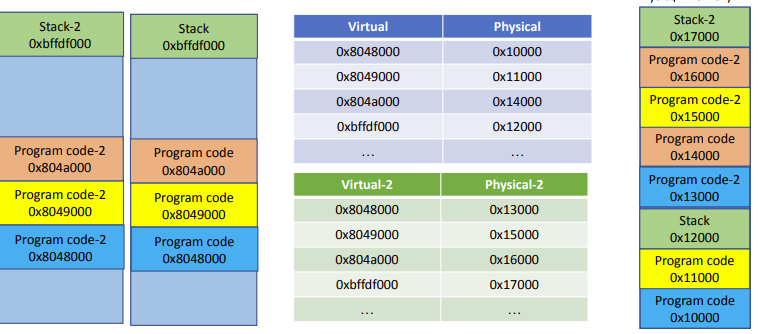 Stack-2
0xbffdf000
Program code-2
0x804a000
Program code-2
0x8049000
Program code-2
0x8048000
Stack
0xbffdf000
Program code
0x804a000
Program code
0x8049000
Program code
0x8048000
Virtual Physical
0x8048000 0x10000
0x8049000 0x11000
0x804a000 0x14000
0xbffdf000 0x12000
... ...
Virtual-2 Physical-2
0x8048000 0x13000
0x8049000 0x15000
0x804a000 0x16000
0xbffdf000 0x17000
... ...
Stack-2
0x17000
Program code-2
0x16000
Program code-2
0x15000
Program code
0x14000
Program code-2
0x13000
Stack
0x12000
Program code
0x11000
Program code
0x10000